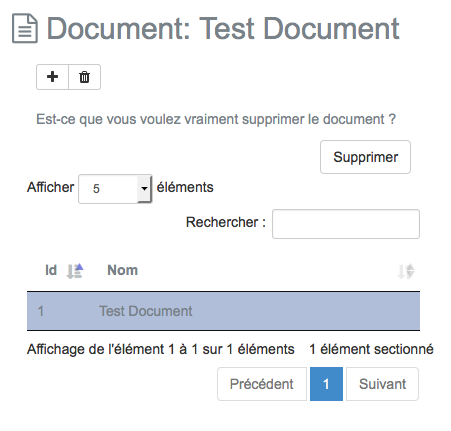 Document: Test Document
Est-ce que vous voulez vraiment supprimer le document ?
Supprimer
Afficher 5 éléments
Rechercher :
Id Nom
1 Test Document
Affichage de l'élément 1 à 1 sur 1 éléments 1 élément sectionné
Précédent 1 Suivant